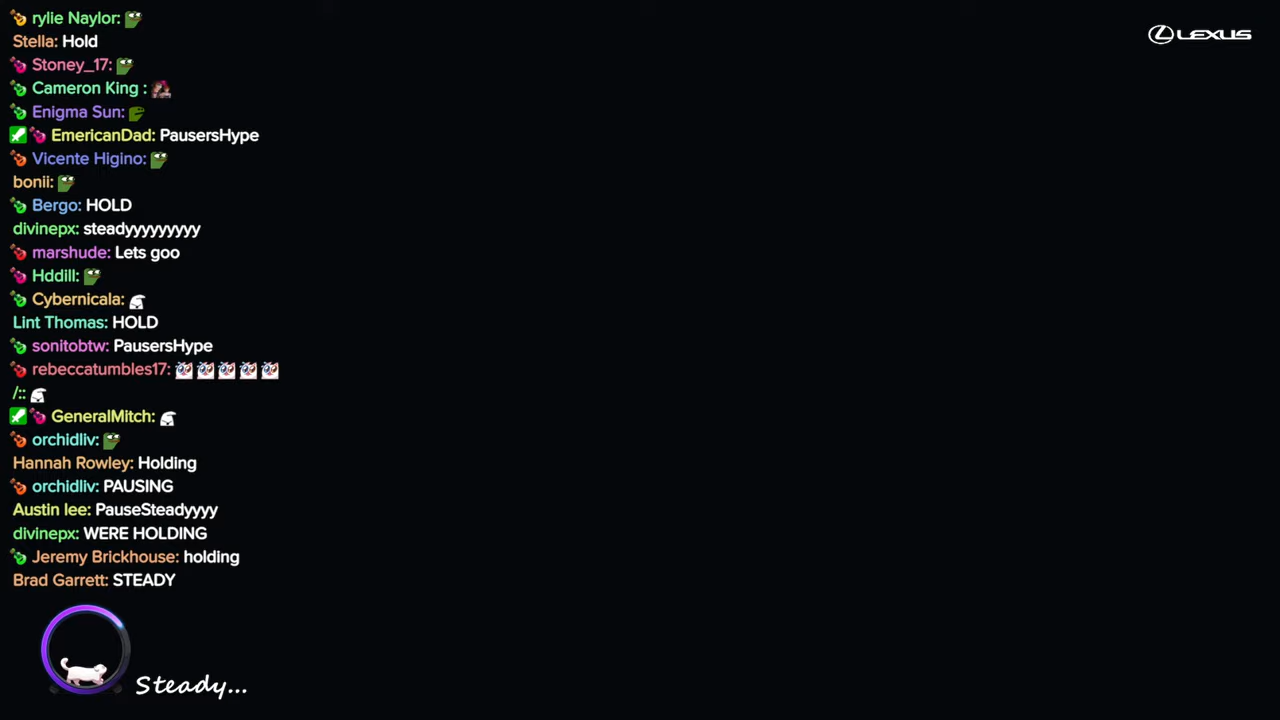 rylie Naylor:
LEXUS
Stella: Hold
Stoney_17:
Cameron King :
Enigma Sun:
EmericanDad: PausersHype
Vicente Higino:
bonii:
Bergo: HOLD
divinepx: steadyyyyyyyyy
marshude: Lets goo
Hddill:
Cybernicala:
Lint Thomas: HOLD
sonitobtw: PausersHype
rebeccatumbles17:
/::
GeneralMitch:
orchidliv:
Hannah Rowley: Holding
orchidliv: PAUSING
Austin lee: PauseSteadyyyy
divinepx: WERE HOLDING
Jeremy Brickhouse: holding
Brad Garrett: STEADY
Steady...